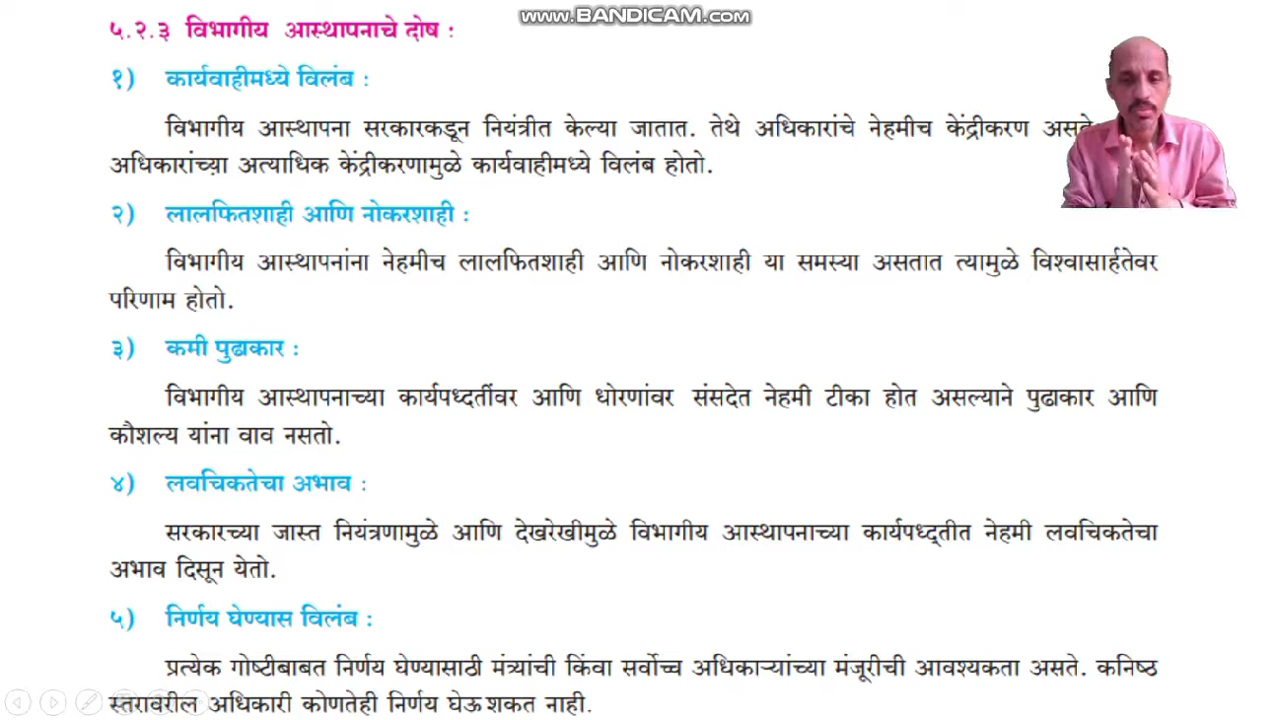 www.BANDICAM.com
५.२.३ विभागीय आस्थापनाचे दोष :
१) कार्यवाहीमध्ये विलंब :
विभागीय आस्थापना सरकारकडून नियंत्रीत केल्या जातात. तेथे अधिकारांचे नेहमीच केंद्रीकरण असते
अधिकारांच्या अत्याधिक केंद्रीकरणामुळे कार्यवाहीमध्ये विलंब होतो.
२) लालफितशाही आणि नोकरशाही :
विभागीय आस्थापनांना नेहमीच लालफितशाही आणि नोकरशाही या समस्या असतात त्यामुळे विश्वासार्हतेवर
परिणाम होतो.
३) कमी पुढाकार :
विभागीय आस्थापनाच्या कार्यपध्दतींवर आणि धोरणांवर संसदेत नेहमी टीका होत असल्याने पुढाकार आणि
कौशल्य यांना वाव नसतो.
४) लवचिकतेचा अभाव :
सरकारच्या जास्त नियंत्रणामुळे आणि देखरेखीमुळे विभागीय आस्थापनाच्या कार्यपध्द्तीत नेहमी लवचिकतेचा
अभाव दिसून येतो.
५) निर्णय घेण्यास विलंब :
प्रत्येक गोष्टीबाबत निर्णय घेण्यासाठी मंत्र्यांची किंवा सर्वोच्च अधिकाऱ्यांच्या मंजूरीची आवश्यकता असते. कनिष्ठ
स्तरावरील अधिकारी कोणतेही निर्णय घेऊ शकत नाही.